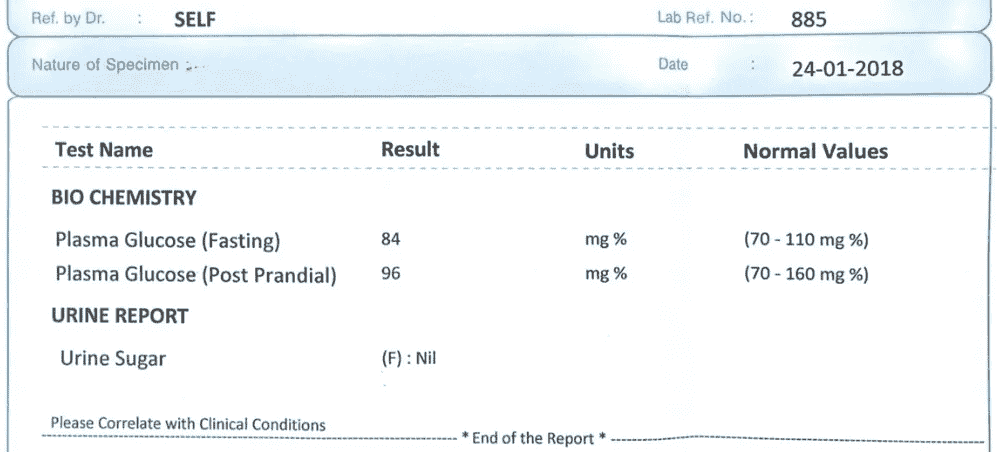 Ref. by Dr. : SELF Lab Ref. No.: 885
Nature of Specimen : Date : 24-01-2018
Test Name Result Units Normal Values
BIO CHEMISTRY
Plasma Glucose (Fasting) 84 mg % (70 - 110 mg %)
Plasma Glucose (Post Prandial) 96 mg % (70 - 160 mg %)
URINE REPORT
Urine Sugar (F) : Nil
Please Correlate with Clinical Conditions
* End of the Report *